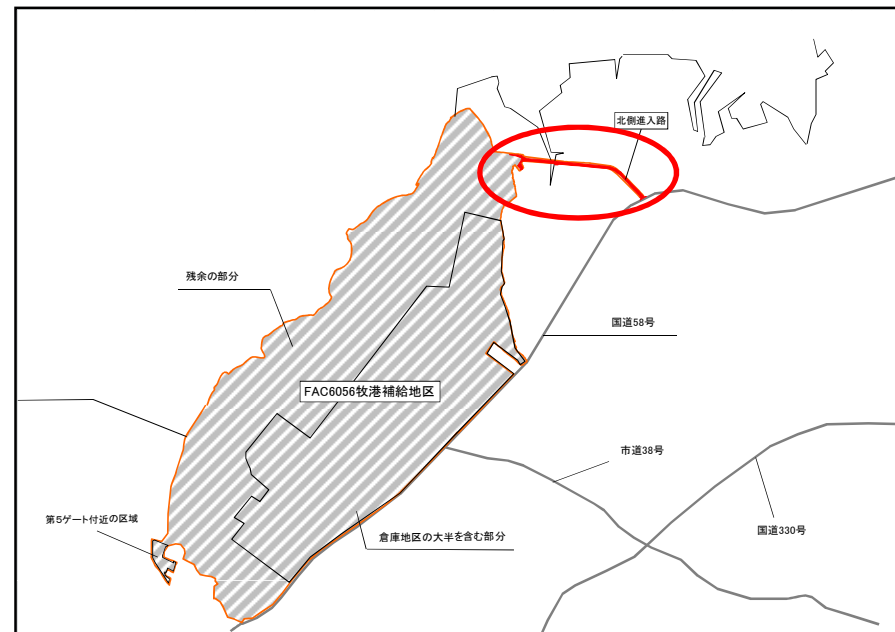 北側進入路
残余の部分
国道58号
FAC6056牧港補給地区
市道38号
第5ゲート付近の区域
国道330号
倉庫地区の大半を含む部分